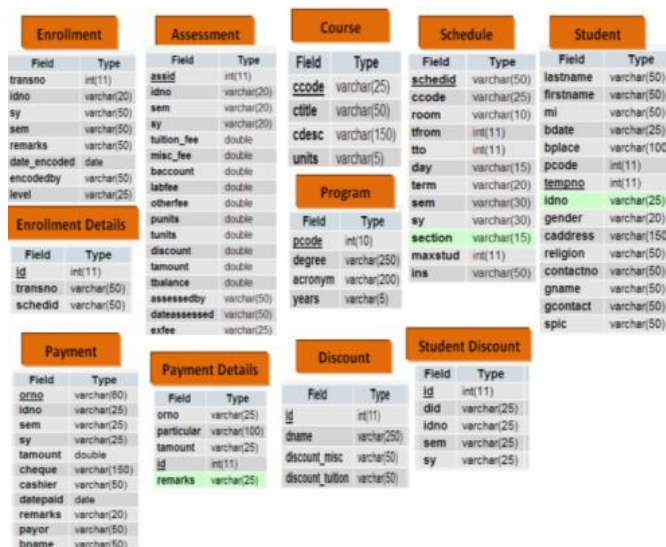 Enrollment
Field Type
transno int(11)
idno varchar(20)
sy varchar(50)
sem varchar(50)
remarks varchar(50)
date_encoded date
encodedby varchar(50)
level varchar(25)
Enrollment Details
Field Type
id int(11)
transno varchar(50)
schedid varchar(50)
Assessment
Field Type
assid int(11)
idno varchar(20)
sem varchar(20)
sy varchar(20)
tuition_fee double
misc_fee double
baccount double
labfee double
otherfee double
punits double
tunits double
discount double
tamount double
tbalance double
assessedby varchar(50)
dateassessed varchar(50)
exfee varchar(25)
Course
Field Type
ccode varchar(25)
ctitle varchar(50)
cdesc varchar(150)
units varchar(5)
Program
Field Type
pcode int(10)
degree varchar(250)
acronym varchar(200)
years varchar(5)
Schedule
Field Type
schedid varchar(50)
ccode varchar(25)
room varchar(10)
tfrom int(11)
tto int(11)
day varchar(15)
term varchar(20)
sem varchar(30)
sy varchar(30)
section varchar(15)
maxstud int(11)
ins varchar(50)
Student
Field Type
lastname varchar(50)
firstname varchar(50)
mi varchar(50)
bdate varchar(25)
bplace varchar(100
pcode int(11)
tempno int(11)
idno varchar(25)
gender varchar(20)
caddress varchar(150
religion varchar(50)
contactno varchar(50)
gname varchar(50)
gcontact varchar(50)
spic varchar(50)
Payment
Field Type
orno varchar(60)
idno varchar(25)
sem varchar(25)
sy varchar(25)
tamount double
cheque varchar(150)
cashier varchar(50)
datepaid date
remarks varchar(20)
payor varchar(50)
bname varchar(50)
Payment Details
Field Type
orno varchar(25)
particular varchar(100)
tamount varchar(25)
id int(11)
remarks varchar(25)
Discount
Field Type
id int(11)
dname varchar(250)
discount_misc varchar(50)
discount_tuition varchar(50)
Student Discount
Field Type
id int(11)
did varchar(25)
idno varchar(25)
sem varchar(25)
sy varchar(25)